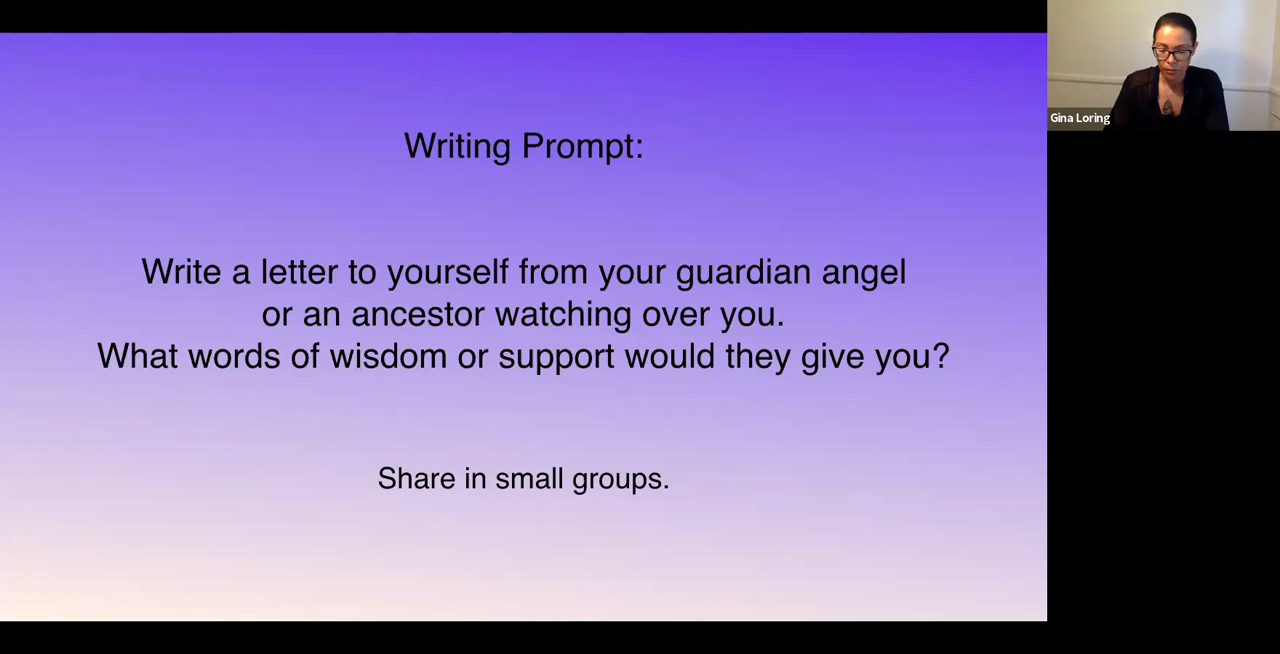 Writing Prompt:
Write a letter to yourself from your guardian angel
or an ancestor watching over you.
What words of wisdom or support would they give you?
Share in small groups.
Gina Loring